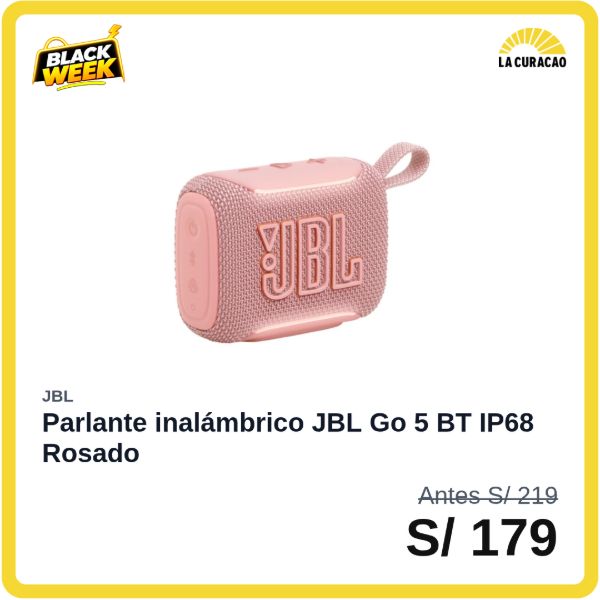 BLACK
WEEK
LA CURACAO
JBL
JBL
Parlante inalámbrico JBL Go 5 BT IP68
Rosado
Antes S/ 219
S/ 179